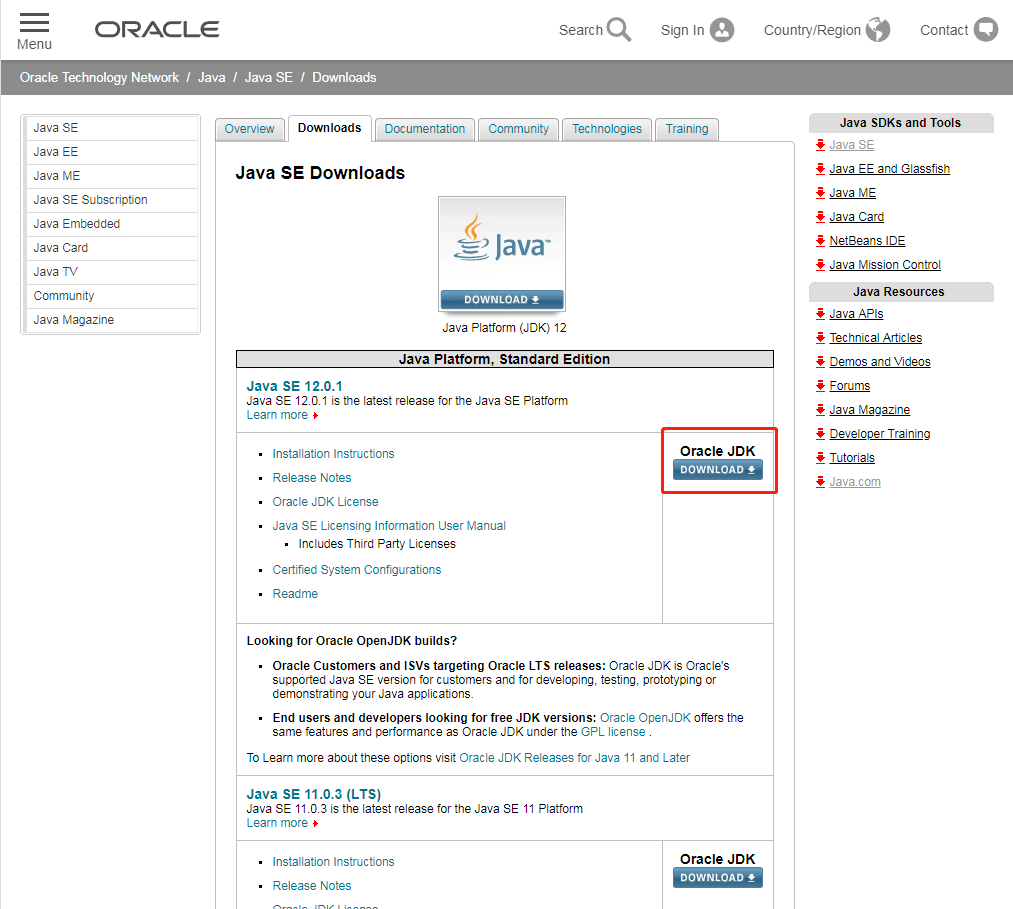 Menu
ORACLE
Search
Sign In
Country/Region
Contact
Oracle Technology Network / Java / Java SE / Downloads
Java SE
Java EE
Java ME
Java SE Subscription
Java Embedded
Java Card
Java TV
Community
Java Magazine
Overview
Downloads
Documentation
Community
Technologies
Training
Java SE Downloads
Java™
DOWNLOAD
Java Platform (JDK) 12
Java Platform, Standard Edition
Java SE 12.0.1
Java SE 12.0.1 is the latest release for the Java SE Platform
Learn more
Installation Instructions
Release Notes
Oracle JDK License
Java SE Licensing Information User Manual
Includes Third Party Licenses
Certified System Configurations
Readme
Oracle JDK
DOWNLOAD
Looking for Oracle OpenJDK builds?
Oracle Customers and ISVs targeting Oracle LTS releases: Oracle JDK is Oracle's
supported Java SE version for customers and for developing, testing, prototyping or
demonstrating your Java applications.
End users and developers looking for free JDK versions: Oracle OpenJDK offers the
same features and performance as Oracle JDK under the GPL license .
To Learn more about these options visit Oracle JDK Releases for Java 11 and Later
Java SE 11.0.3 (LTS)
Java SE 11.0.3 is the latest release for the Java SE 11 Platform
Learn more
Installation Instructions
Release Notes
Oracle JDK License
Oracle JDK
DOWNLOAD
Java SDKs and Tools
Java SE
Java EE and Glassfish
Java ME
Java Card
NetBeans IDE
Java Mission Control
Java Resources
Java APIs
Technical Articles
Demos and Videos
Forums
Java Magazine
Developer Training
Tutorials
Java.com